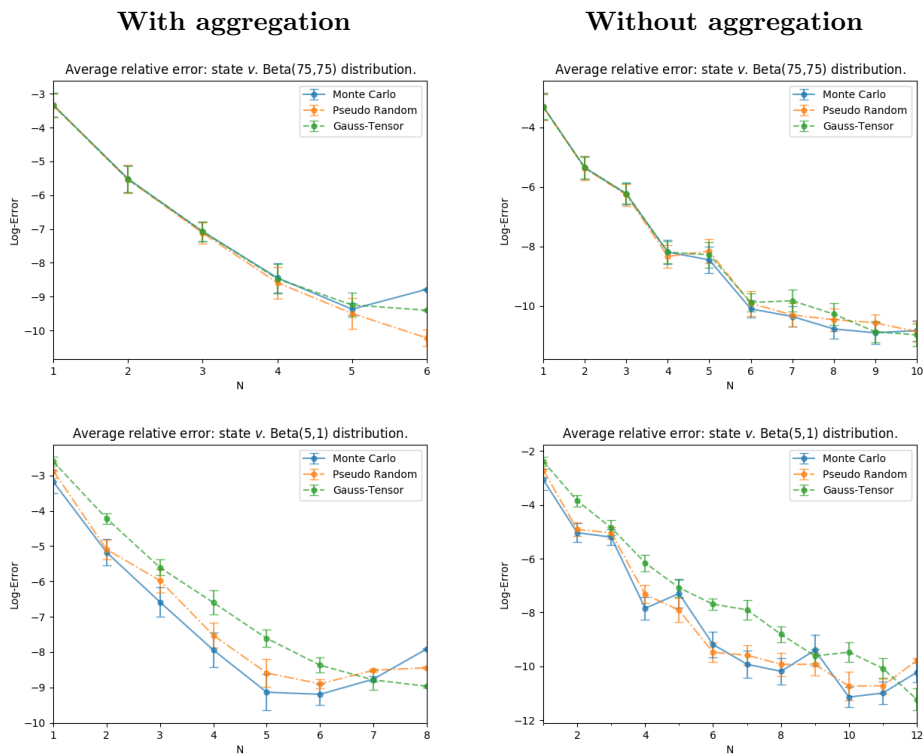 With aggregation
Without aggregation
Average relative error: state v. Beta(75,75) distribution.
−3
−4
−5
−6
−7
−8
−9
−10
Log-Error
Monte Carlo
Pseudo Random
Gauss-Tensor
1 2 3 4 5 6
N
Average relative error: state v. Beta(75,75) distribution.
−4
−6
−8
−10
Log-Error
Monte Carlo
Pseudo Random
Gauss-Tensor
1 2 3 4 5 6 7 8 9 10
N
Average relative error: state v. Beta(5,1) distribution.
−3
−4
−5
−6
−7
−8
−9
−10
Log-Error
Monte Carlo
Pseudo Random
Gauss-Tensor
1 2 3 4 5 6 7 8
N
Average relative error: state v. Beta(5,1) distribution.
−2
−4
−6
−8
−10
−12
Log-Error
Monte Carlo
Pseudo Random
Gauss-Tensor
2 4 6 8 10 12
N